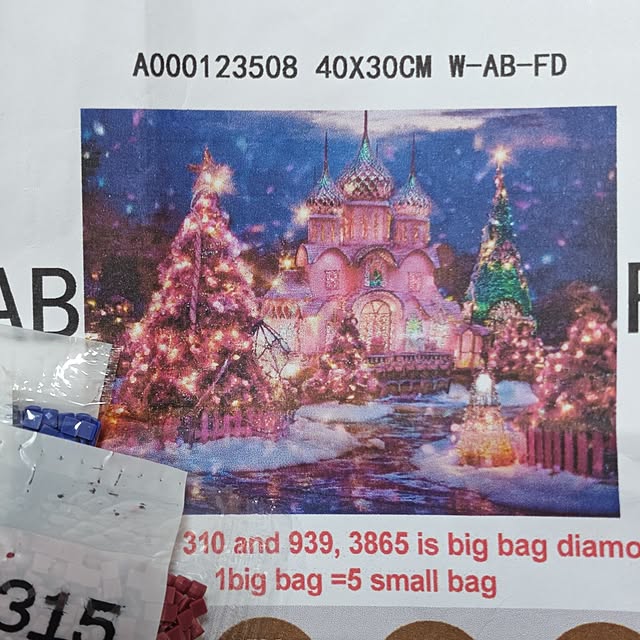 A000123508 40X30CM W-AB-FD
AB
310 and 939, 3865 is big bag diamo
1big bag =5 small bag
315